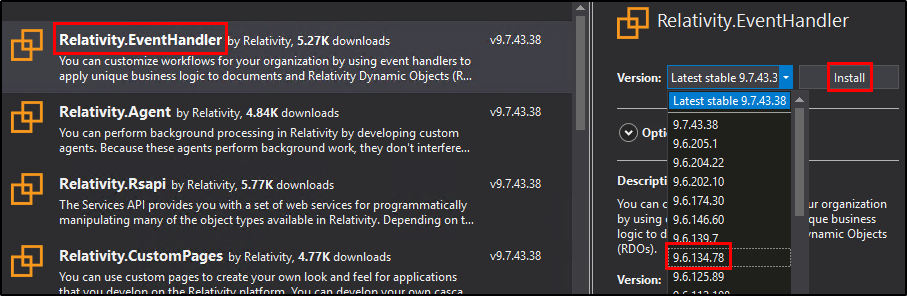 Relativity.EventHandler by Relativity, 5.27K downloads v9.7.43.38
You can customize workflows for your organization by using event handlers to
apply unique business logic to documents and Relativity Dynamic Objects (R...
Relativity.Agent by Relativity, 4.84K downloads v9.7.43.38
You can perform background processing in Relativity by developing custom
agents. Because these agents perform background work, they don't interfere...
Relativity.Rsapi by Relativity, 5.77K downloads v9.7.43.38
The Services API provides you with a set of web services for programmatically
manipulating many of the object types available in Relativity. Depending on t...
Relativity.CustomPages by Relativity, 4.77K downloads v9.7.43.38
You can use custom pages to create your own look and feel for applications
that you develop on the Relativity platform. You can develop your own casca...
Relativity.EventHandler
Version: Latest stable 9.7.43.3 Install
Latest stable 9.7.43.38
9.7.43.38
9.6.205.1
9.6.204.22
9.6.202.10
9.6.174.30
9.6.146.60
9.6.139.7
9.6.134.78
9.6.125.89
Optio
Descripti
You can c ur organization
by using e ique business
logic to d ynamic Objects
(RDOs).
Version: